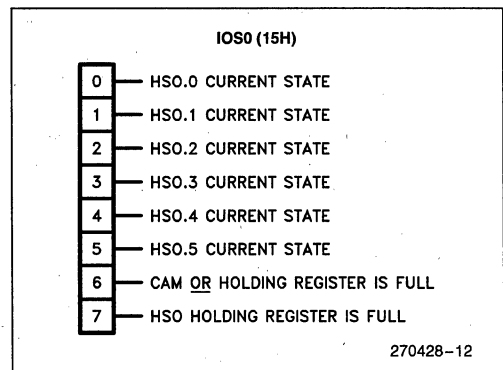 IOS0 (15H)
0 HSO.0 CURRENT STATE
1 HSO.1 CURRENT STATE
2 HSO.2 CURRENT STATE
3 HSO.3 CURRENT STATE
4 HSO.4 CURRENT STATE
5 HSO.5 CURRENT STATE
6 CAM OR HOLDING REGISTER IS FULL
7 HSO HOLDING REGISTER IS FULL
270428-12